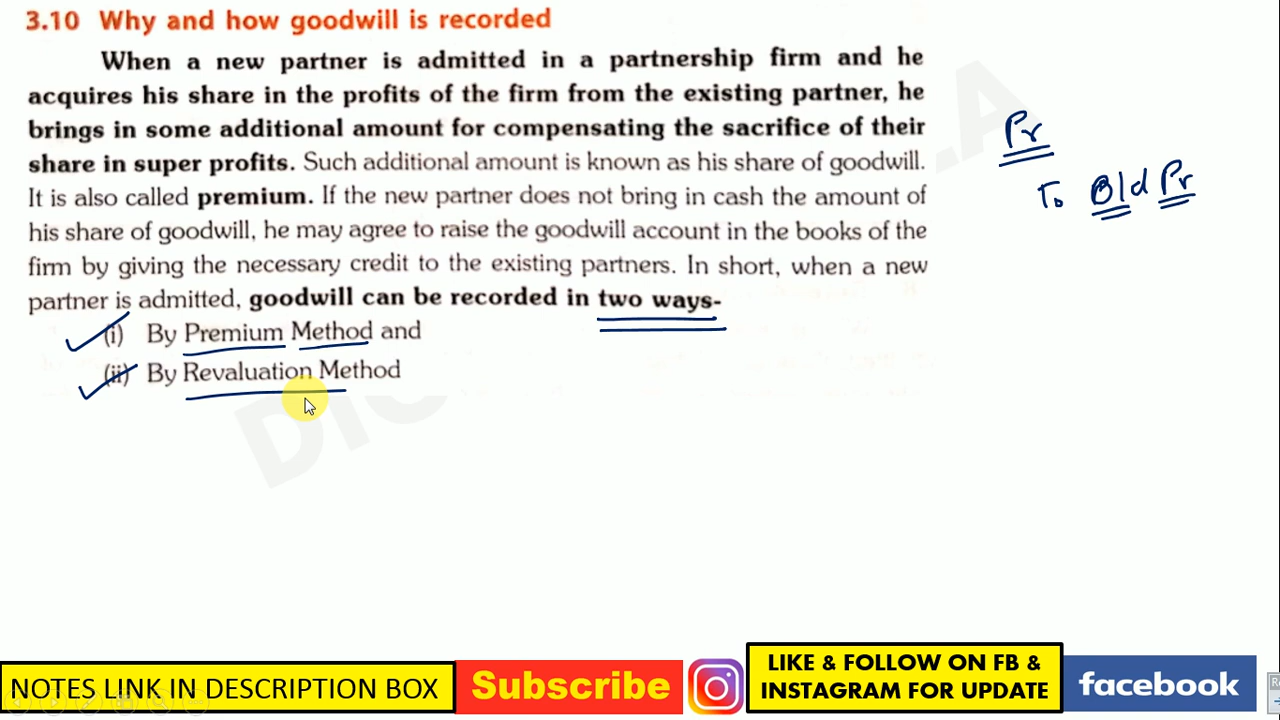 3.10 Why and how goodwill is recorded
When a new partner is admitted in a partnership firm and he
acquires his share in the profits of the firm from the existing partner, he
brings in some additional amount for compensating the sacrifice of their
share in super profits. Such additional amount is known as his share of goodwill.
It is also called premium. If the new partner does not bring in cash the amount of
his share of goodwill, he may agree to raise the goodwill account in the books of the
firm by giving the necessary credit to the existing partners. In short, when a new
partner is admitted, goodwill can be recorded in two ways-
(i) By Premium Method and
(ii) By Revaluation Method
Pr
To Old Pr
NOTES LINK IN DESCRIPTION BOX
Subscribe
LIKE & FOLLOW ON FB &
INSTAGRAM FOR UPDATE
facebook